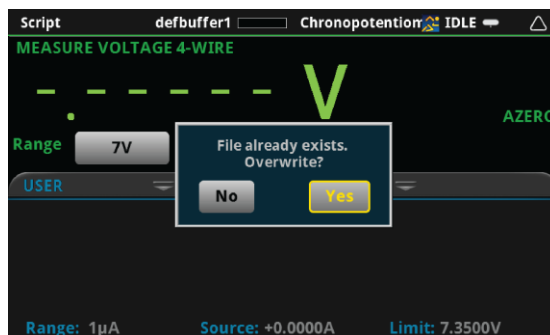 Script defbuffer1 Chronopotention IDLE
MEASURE VOLTAGE 4-WIRE
-.----- V
AZERO
Range 7V
File already exists.
Overwrite?
USER
No Yes
Range: 1µA Source: +0.0000A Limit: 7.3500V